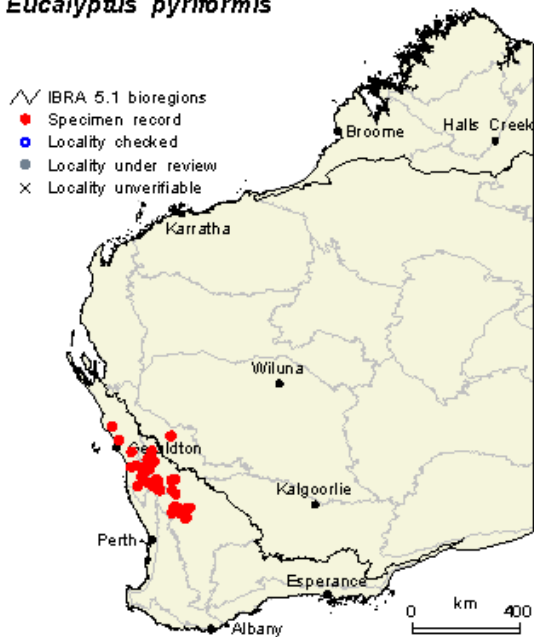 Eucalyptus pyriformis
IBRA 5.1 bioregions
Specimen record
Locality checked
Locality under review
Locality unverifiable
Broome
Halls Creek
Karratha
Wiluna
Geraldton
Kalgoorlie
Perth
Esperance
Albany
km
0 400